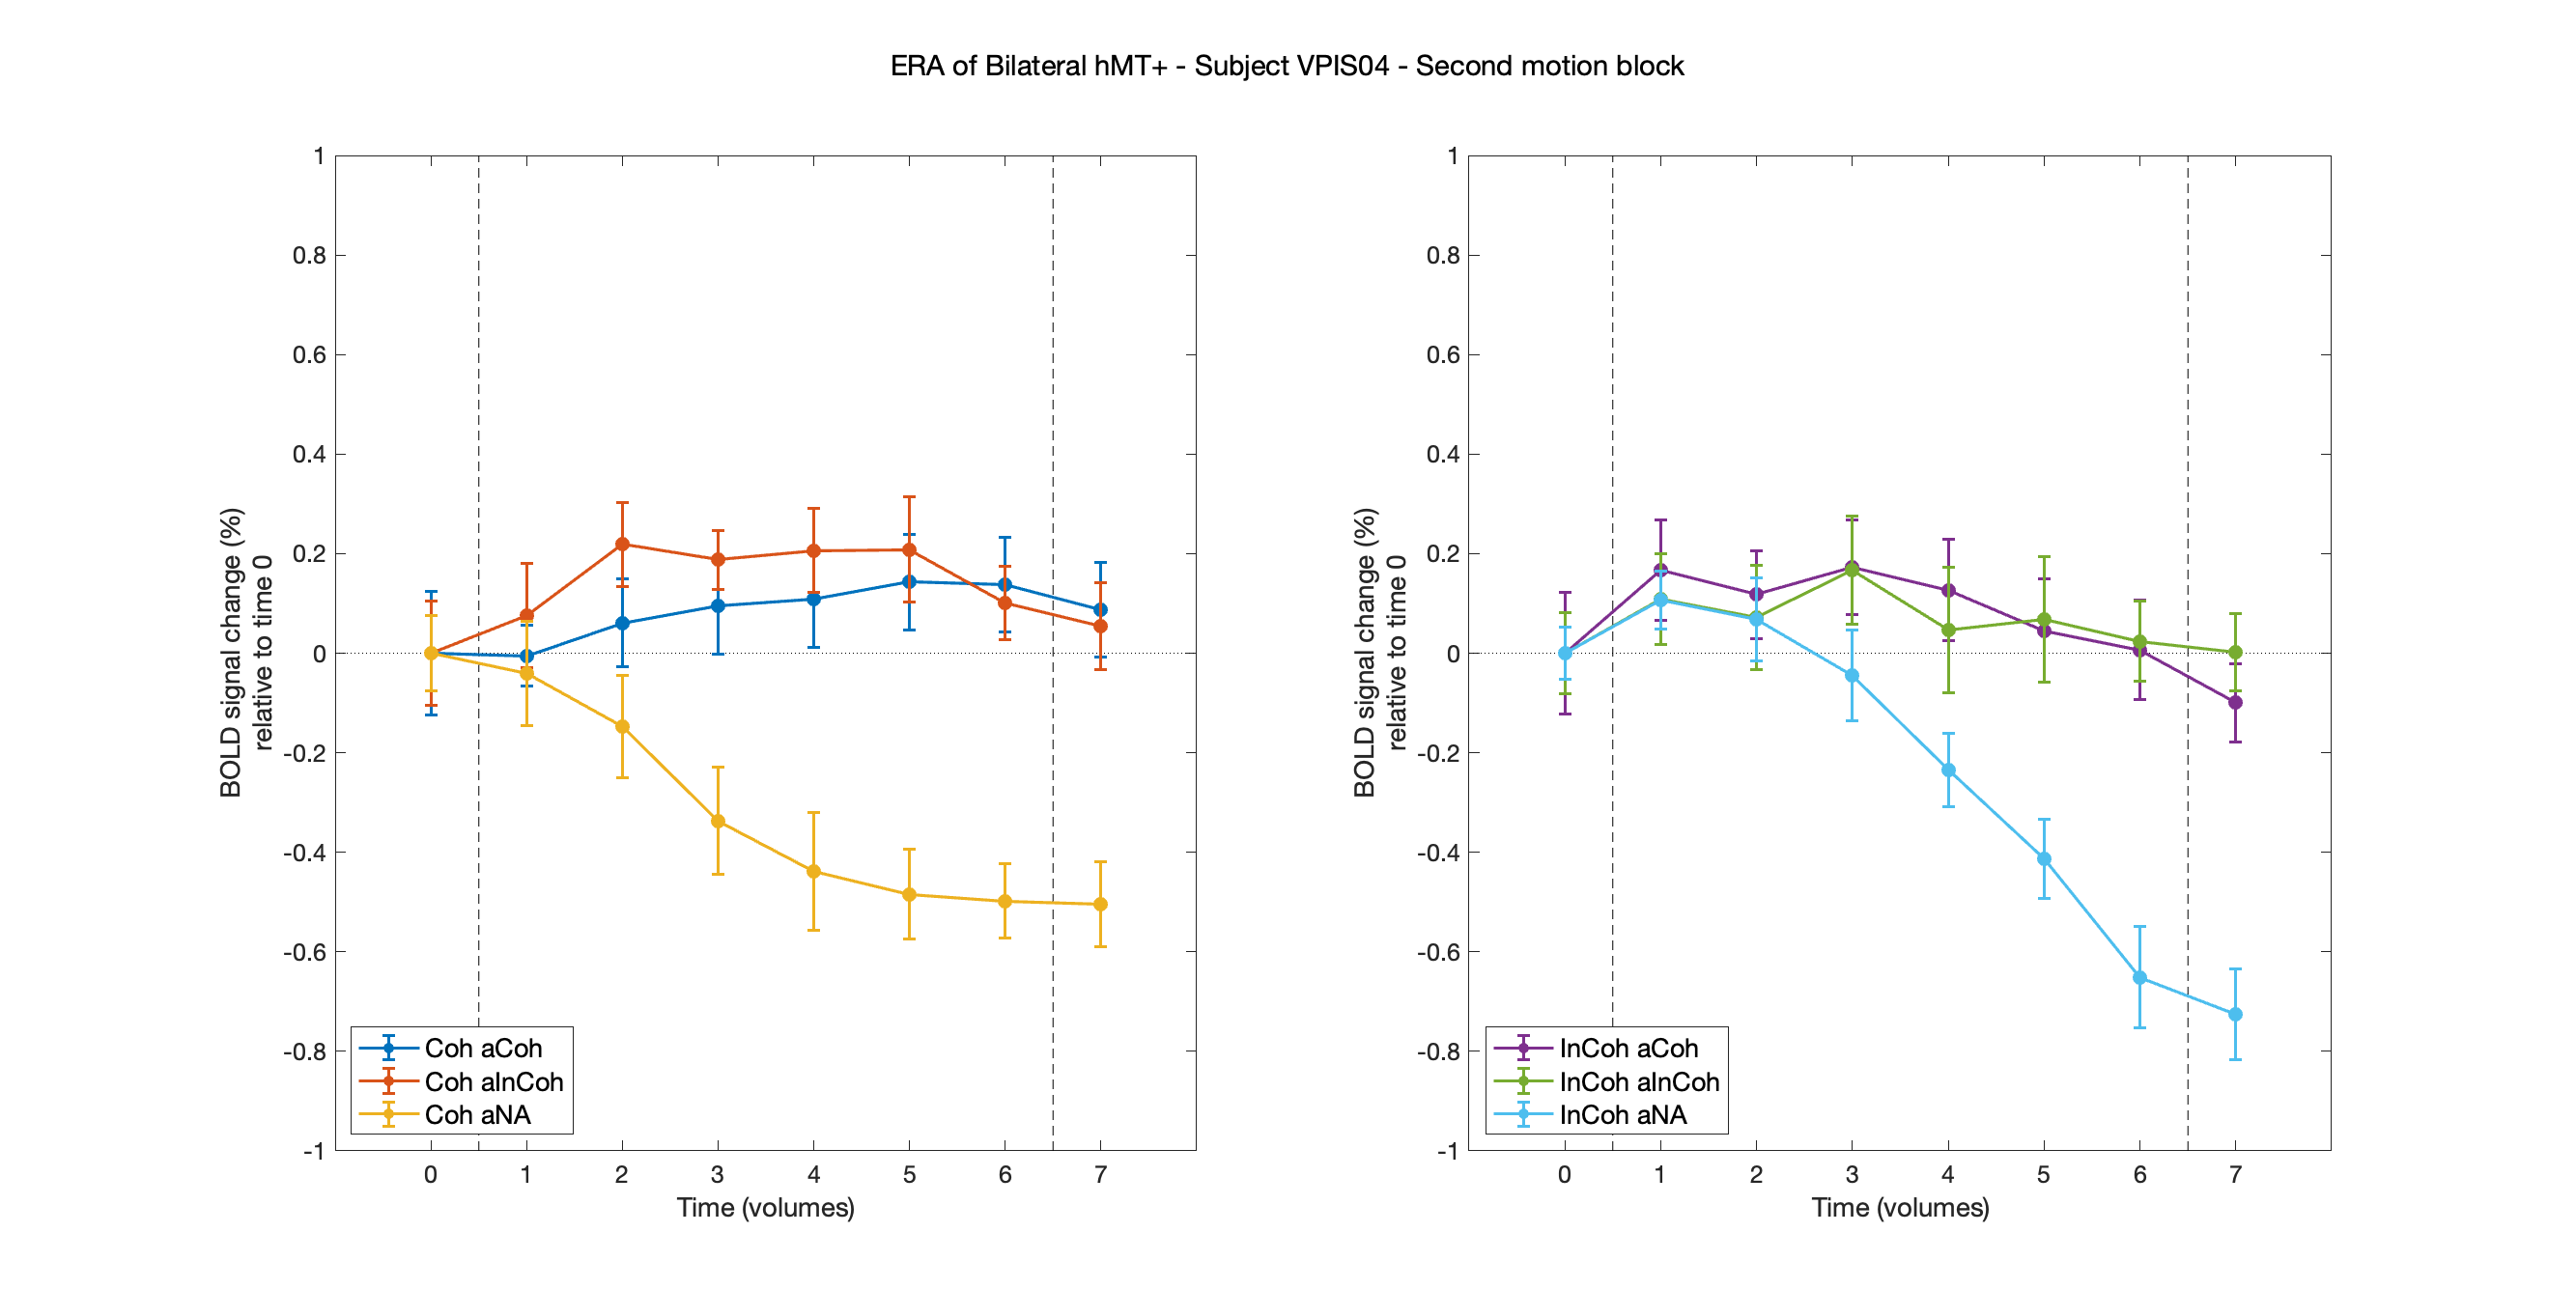 ERA of Bilateral hMT+ - Subject VPIS04 - Second motion block
1
0.8
0.6
0.4
0.2
0
-0.2
-0.4
-0.6
-0.8
-1
BOLD signal change (%)
relative to time 0
Coh aCoh
Coh aInCoh
Coh aNA
0 1 2 3 4 5 6 7
Time (volumes)
1
0.8
0.6
0.4
0.2
0
-0.2
-0.4
-0.6
-0.8
-1
BOLD signal change (%)
relative to time 0
InCoh aCoh
InCoh aInCoh
InCoh aNA
0 1 2 3 4 5 6 7
Time (volumes)